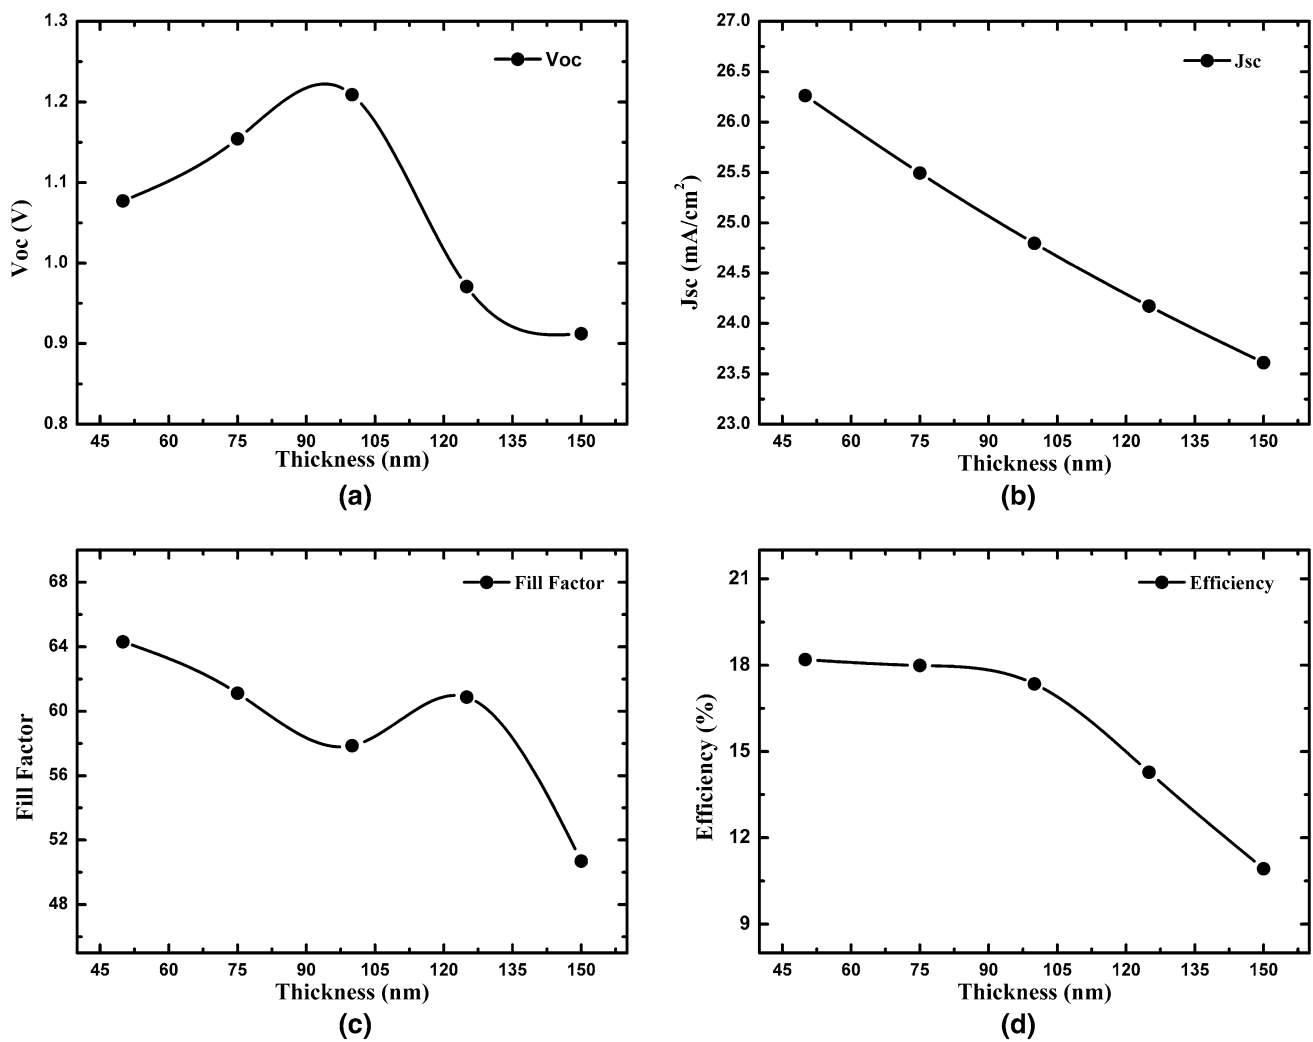 1.3
1.2
1.1
1.0
0.9
0.8
Voc (V)
Voc
45 60 75 90 105 120 135 150
Thickness (nm)
(a)
27.0
26.5
26.0
25.5
25.0
24.5
24.0
23.5
23.0
Jsc (mA/cm²)
Jsc
45 60 75 90 105 120 135 150
Thickness (nm)
(b)
68
64
60
56
52
48
Fill Factor
Fill Factor
45 60 75 90 105 120 135 150
Thickness (nm)
(c)
21
18
15
12
9
Efficiency (%)
Efficiency
45 60 75 90 105 120 135 150
Thickness (nm)
(d)